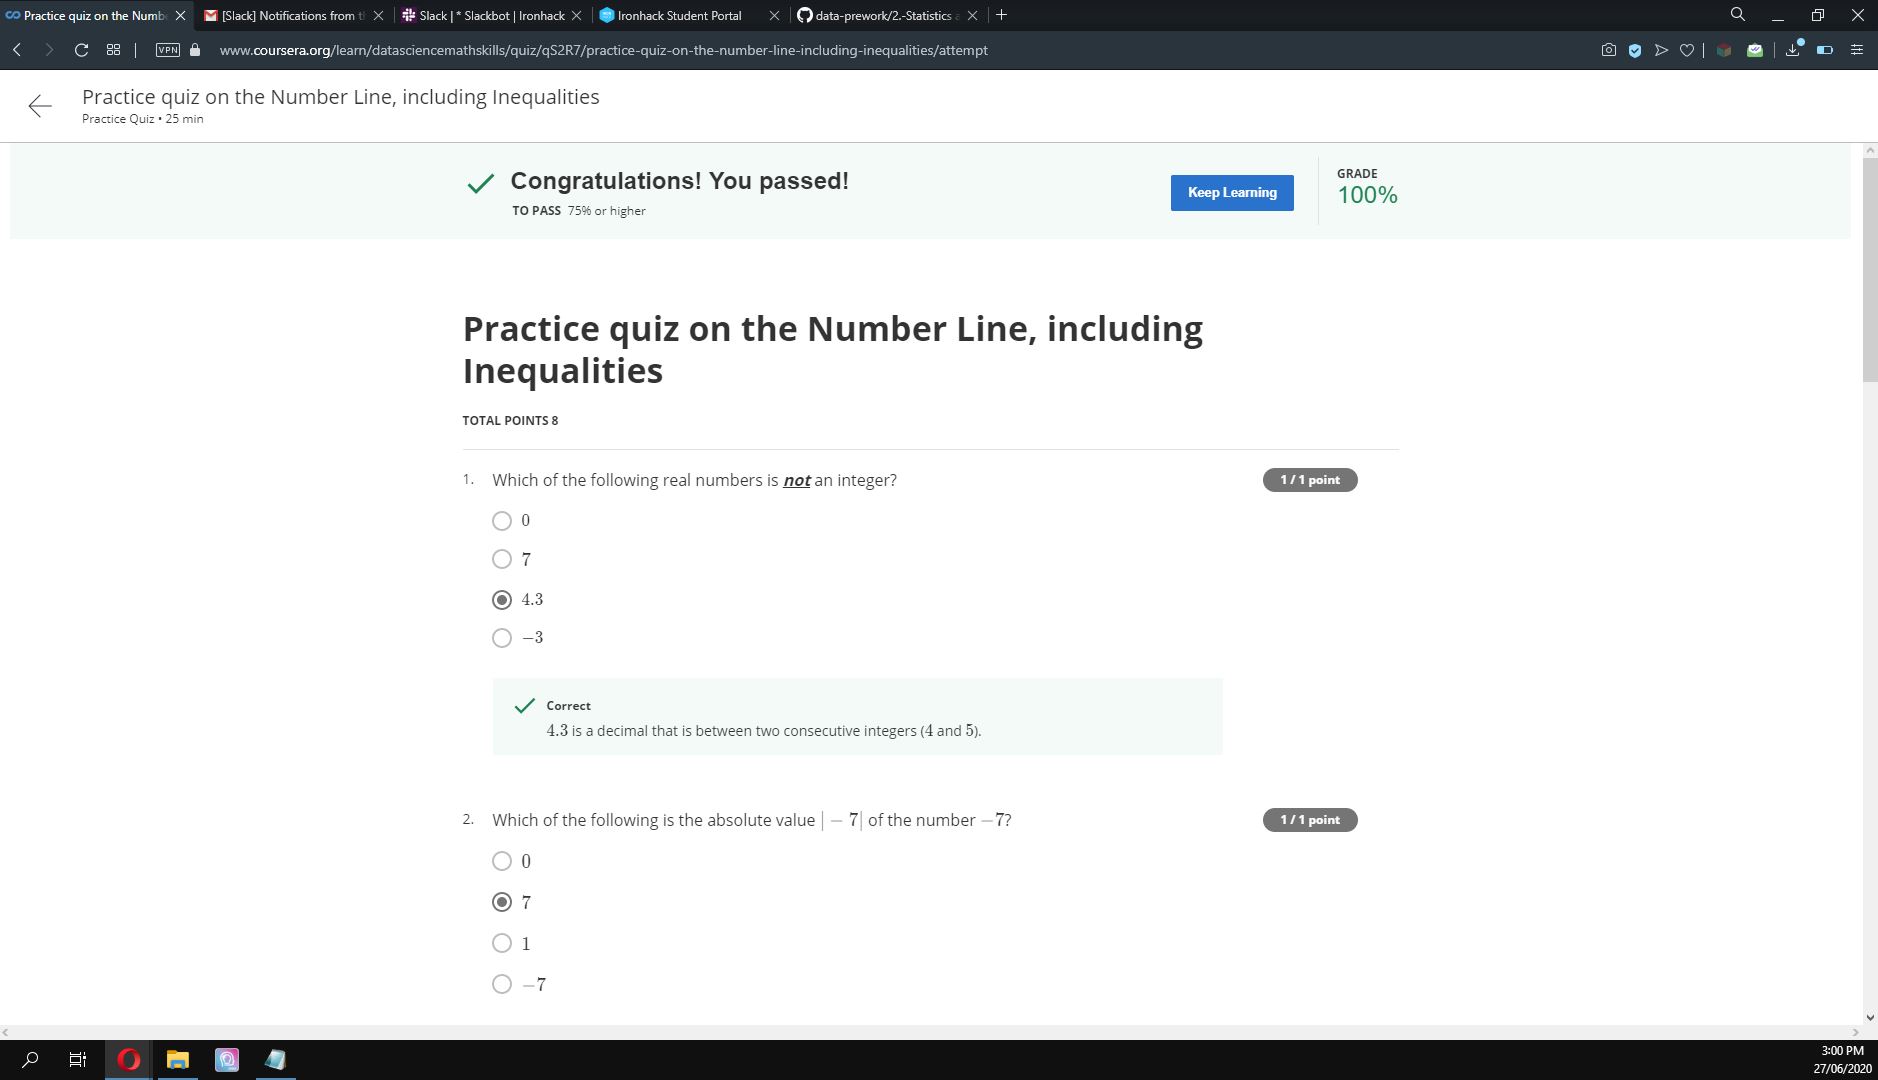 Practice quiz on the Numb
[Slack] Notifications from t
Slack | * Slackbot | Ironhack
Ironhack Student Portal
data-prework/2.-Statistics a
VPN
www.coursera.org/learn/datasciencemathskills/quiz/qS2R7/practice-quiz-on-the-number-line-including-inequalities/attempt
Practice quiz on the Number Line, including Inequalities
Practice Quiz • 25 min
Congratulations! You passed!
TO PASS 75% or higher
Keep Learning
GRADE
100%
Practice quiz on the Number Line, including
Inequalities
TOTAL POINTS 8
1. Which of the following real numbers is not an integer?
1 / 1 point
0
7
4.3
−3
Correct
4.3 is a decimal that is between two consecutive integers (4 and 5).
2. Which of the following is the absolute value | − 7| of the number −7?
1 / 1 point
0
7
1
−7
3:00 PM
27/06/2020